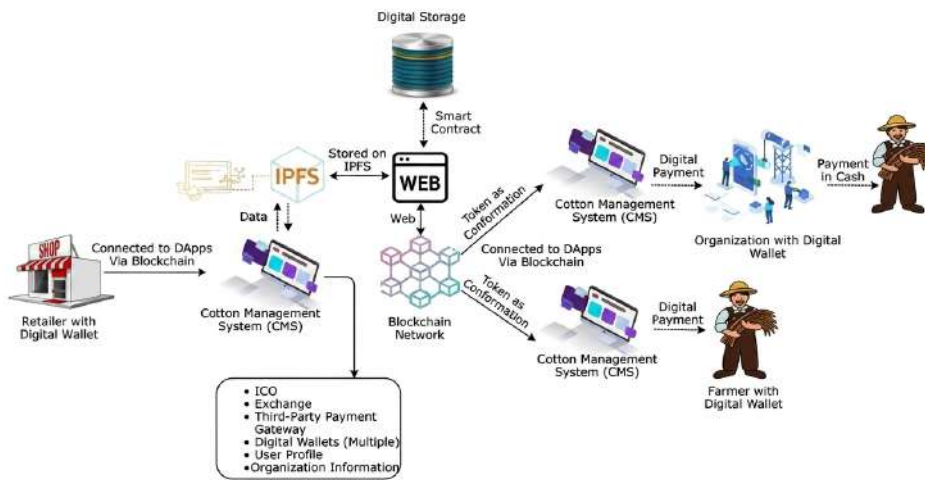 Digital Storage
Smart
Contract
Stored on
IPFS
IPFS
WEB
Data
Web
SHOP
Connected to DApps
Via Blockchain
Retailer with
Digital Wallet
Cotton Management
System (CMS)
Blockchain
Network
Token as
Conformation
Connected to DApps
Via Blockchain
Token as
Conformation
Cotton Management
System (CMS)
Digital
Payment
Organization with Digital
Wallet
Payment
in Cash
Cotton Management
System (CMS)
Digital
Payment
Farmer with
Digital Wallet
• ICO
• Exchange
• Third-Party Payment
Gateway
• Digital Wallets (Multiple)
• User Profile
•Organization Information